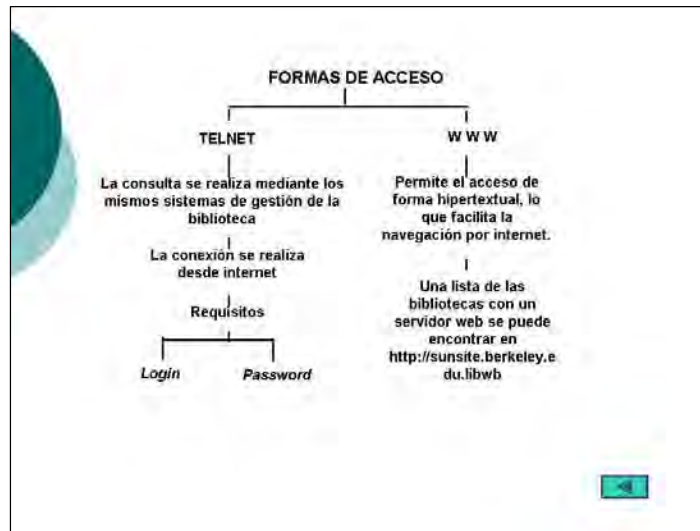 FORMAS DE ACCESO
TELNET
La consulta se realiza mediante los
mismos sistemas de gestión de la
biblioteca
La conexión se realiza
desde internet
Requisitos
Login
Password
W W W
Permite el acceso de
forma hipertextual, lo
que facilita la
navegación por internet.
Una lista de las
bibliotecas con un
servidor web se puede
encontrar en
http://sunsite.berkeley.e
du.libwb